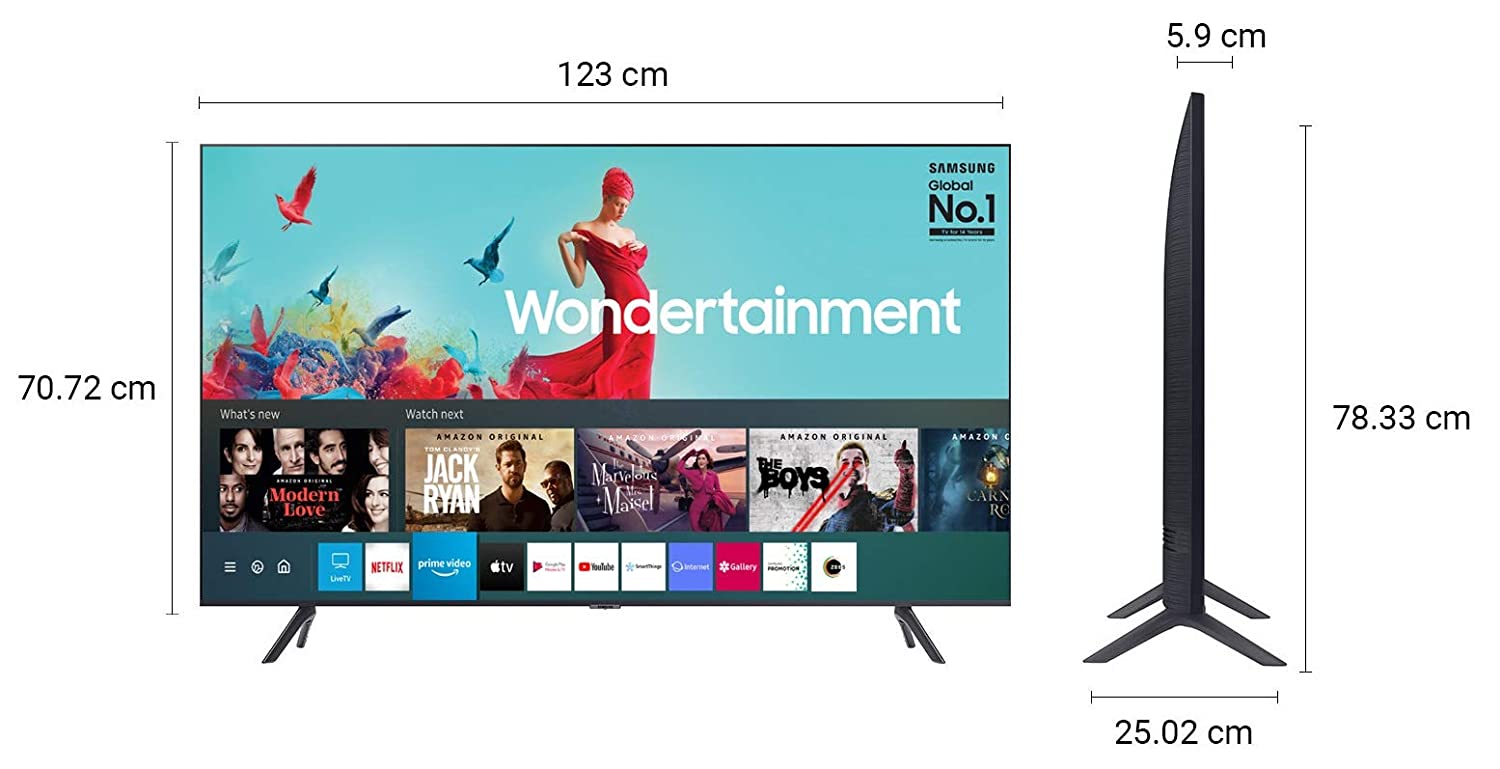 5.9 cm
123 cm
SAMSUNG
Global
No.1
TV for 14 Years
Wondertainment
70.72 cm
78.33 cm
What's new
Watch next
AMAZON ORIGINAL
Modern
Love
AMAZON ORIGINAL
TOM CLANCY'S
JACK
RYAN
AMAZON ORIGINAL
The
Marvelous
Mrs.
Maisel
AMAZON ORIGINAL
THE
BOYS
AMAZON O
CARN
RO
LiveTV
NETFLIX
prime video
tv
Google Play
Movies & TV
YouTube
SmartThings
Internet
Gallery
PROMOTION
ZEE5
25.02 cm